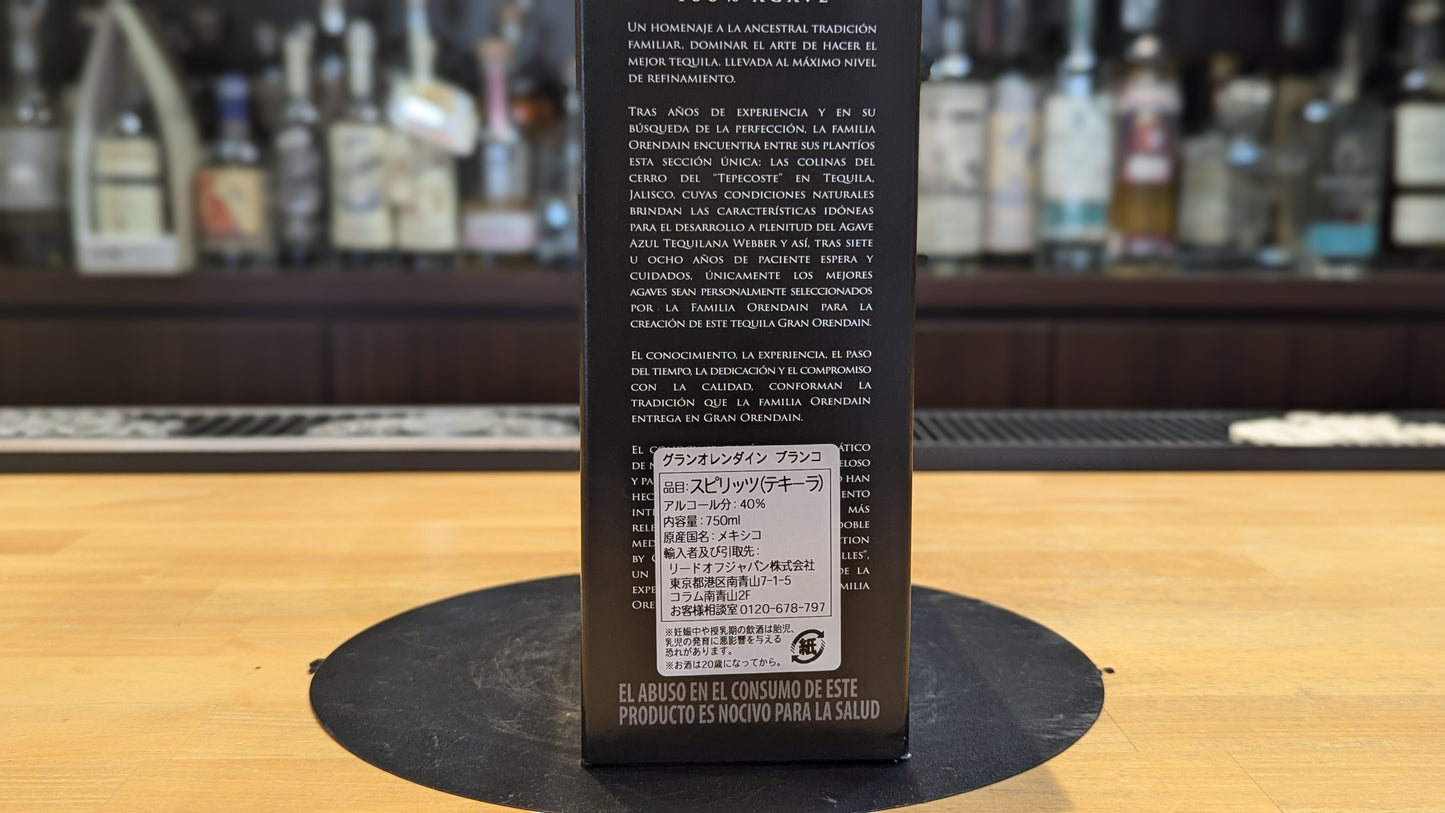 100% AGAVE
UN HOMENAJE A LA ANCESTRAL TRADICIÓN
FAMILIAR, DOMINAR EL ARTE DE HACER EL
MEJOR TEQUILA, LLEVADA AL MÁXIMO NIVEL
DE REFINAMIENTO.
TRAS AÑOS DE EXPERIENCIA Y EN SU
BÚSQUEDA DE LA PERFECCIÓN, LA FAMILIA
ORENDAIN ENCUENTRA ENTRE SUS PLANTÍOS
ESTA SECCIÓN ÚNICA: LAS COLINAS DEL
CERRO DEL "TEPECOSTE" EN TEQUILA,
JALISCO, CUYAS CONDICIONES NATURALES
BRINDAN LAS CARACTERÍSTICAS IDÓNEAS
PARA EL DESARROLLO A PLENITUD DEL AGAVE
AZUL TEQUILANA WEBBER Y ASÍ, TRAS SIETE
U OCHO AÑOS DE PACIENTE ESPERA Y
CUIDADOS, ÚNICAMENTE LOS MEJORES
AGAVES SEAN PERSONALMENTE SELECCIONADOS
POR LA FAMILIA ORENDAIN PARA LA
CREACIÓN DE ESTE TEQUILA GRAN ORENDAIN.
EL CONOCIMIENTO, LA EXPERIENCIA, EL PASO
DEL TIEMPO, LA DEDICACIÓN Y EL COMPROMISO
CON LA CALIDAD, CONFORMAN LA
TRADICIÓN QUE LA FAMILIA ORENDAIN
ENTREGA EN GRAN ORENDAIN.
EL
DE
Y
HAN
MÁS
BY
UN
DE LA
グランオレンダイン ブランコ
品目:スピリッツ(テキーラ)
アルコール分:40%
内容量:750ml
原産国名:メキシコ
輸入者及び引取先:
リードオフジャパン株式会社
東京都港区南青山7-1-5
コラム南青山2F
お客様相談室0120-678-797
※妊娠中や授乳期の飲酒は胎児、
乳児の発育に悪影響を与える
恐れがあります。
※お酒は20歳になってから。
紙
EL ABUSO EN EL CONSUMO DE ESTE
PRODUCTO ES NOCIVO PARA LA SALUD